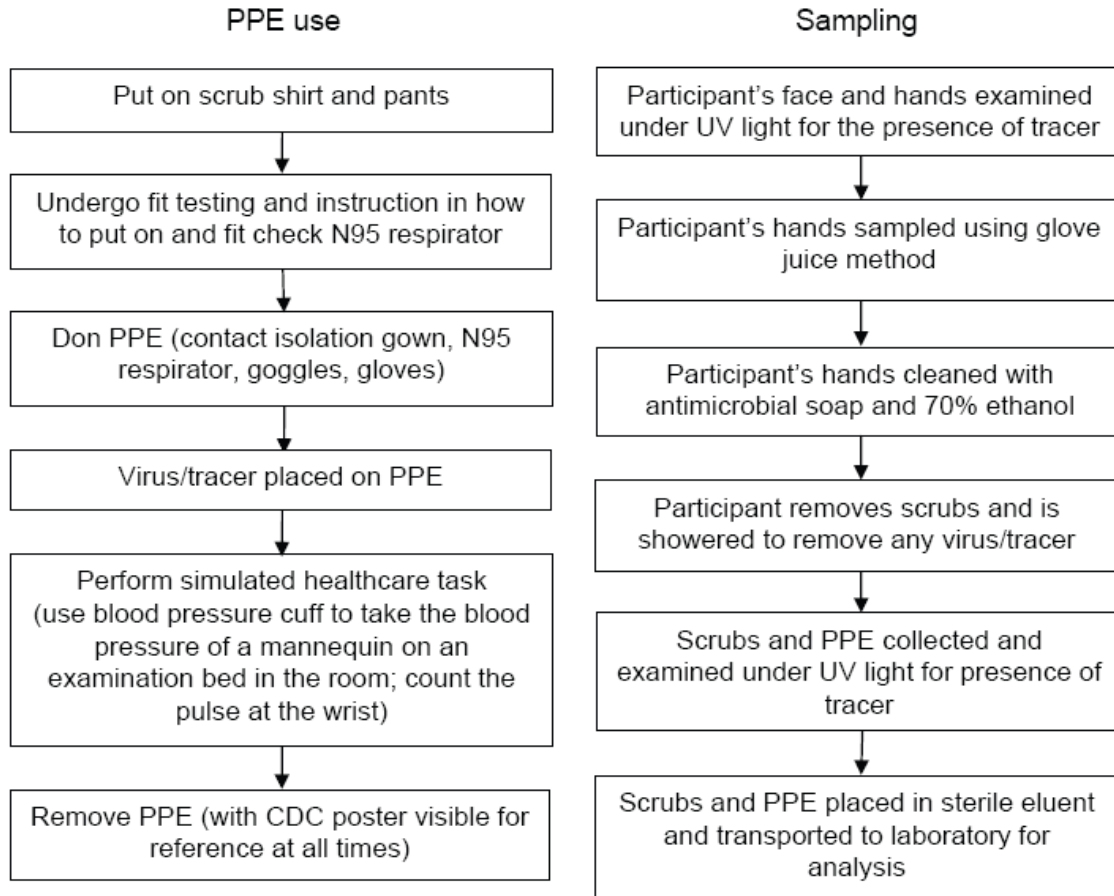 PPE use
Put on scrub shirt and pants
Undergo fit testing and instruction in how
to put on and fit check N95 respirator
Don PPE (contact isolation gown, N95
respirator, goggles, gloves)
Virus/tracer placed on PPE
Perform simulated healthcare task
(use blood pressure cuff to take the blood
pressure of a mannequin on an
examination bed in the room; count the
pulse at the wrist)
Remove PPE (with CDC poster visible for
reference at all times)
Sampling
Participant's face and hands examined
under UV light for the presence of tracer
Participant's hands sampled using glove
juice method
Participant's hands cleaned with
antimicrobial soap and 70% ethanol
Participant removes scrubs and is
showered to remove any virus/tracer
Scrubs and PPE collected and
examined under UV light for presence of
tracer
Scrubs and PPE placed in sterile eluent
and transported to laboratory for
analysis